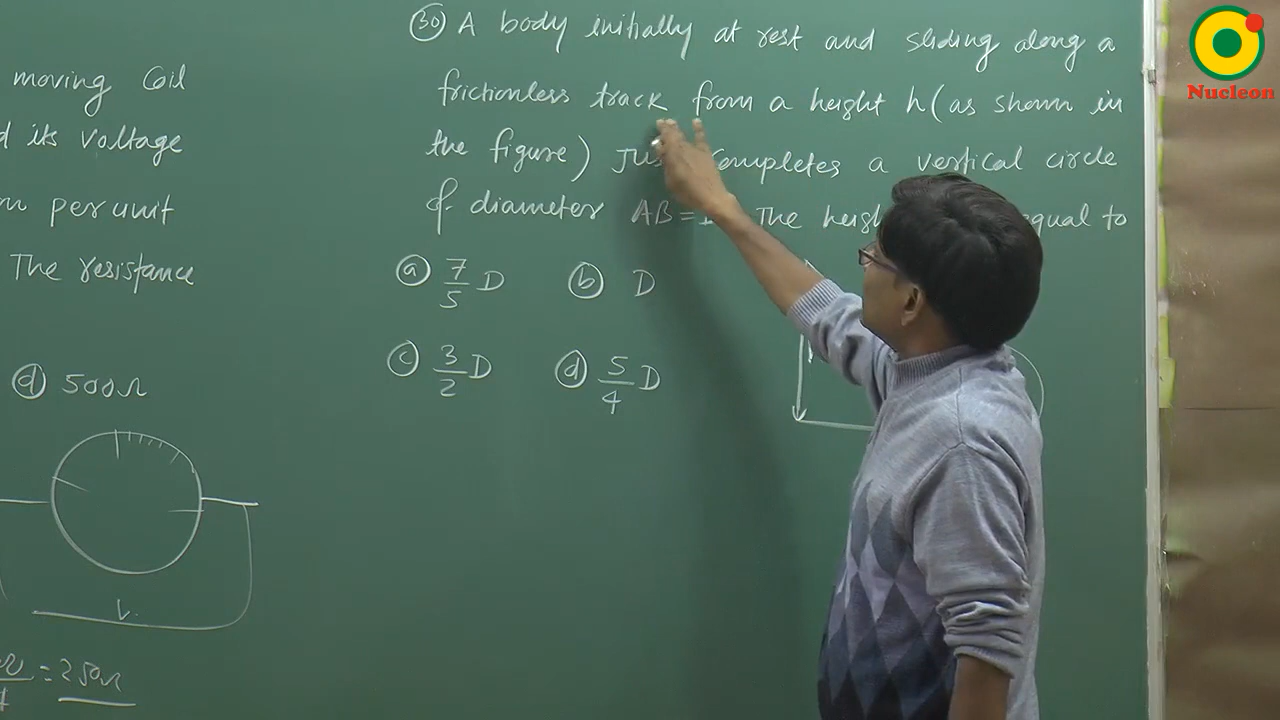 moving Coil
its voltage
per unit
The resistance
(d) 500Ω
V
= 250Ω
(30) A body initially at rest and sliding along a
frictionless track from a height h (as shown in
the figure) completes a vertical circle
of diameter AB = The equal to
(a) 7/5 D (b) D
(c) 3/2 D (d) 5/4 D
Nucleon